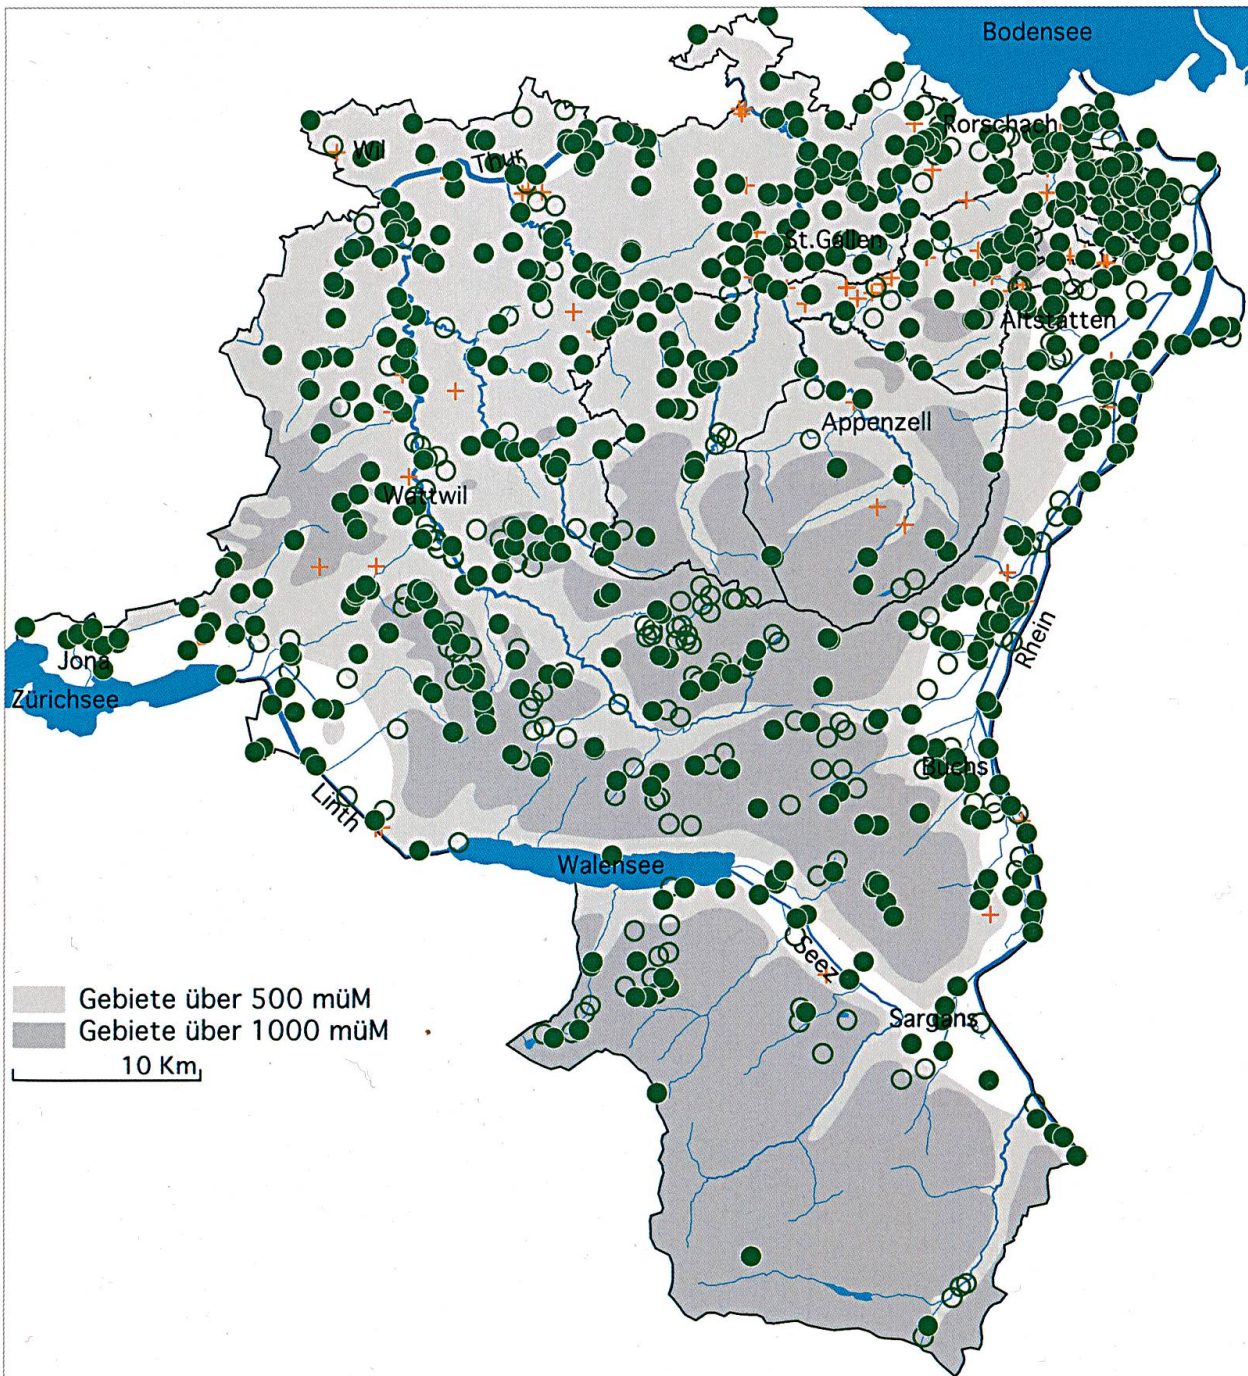 Bodensee
Rorschach
Wil
Thur
St.Gallen
Altstätten
Appenzell
Wattwil
Rhein
Jona
Zürichsee
Buchs
Linth
Walensee
Seez
Gebiete über 500 müM
Gebiete über 1000 müM
Sargans
10 Km